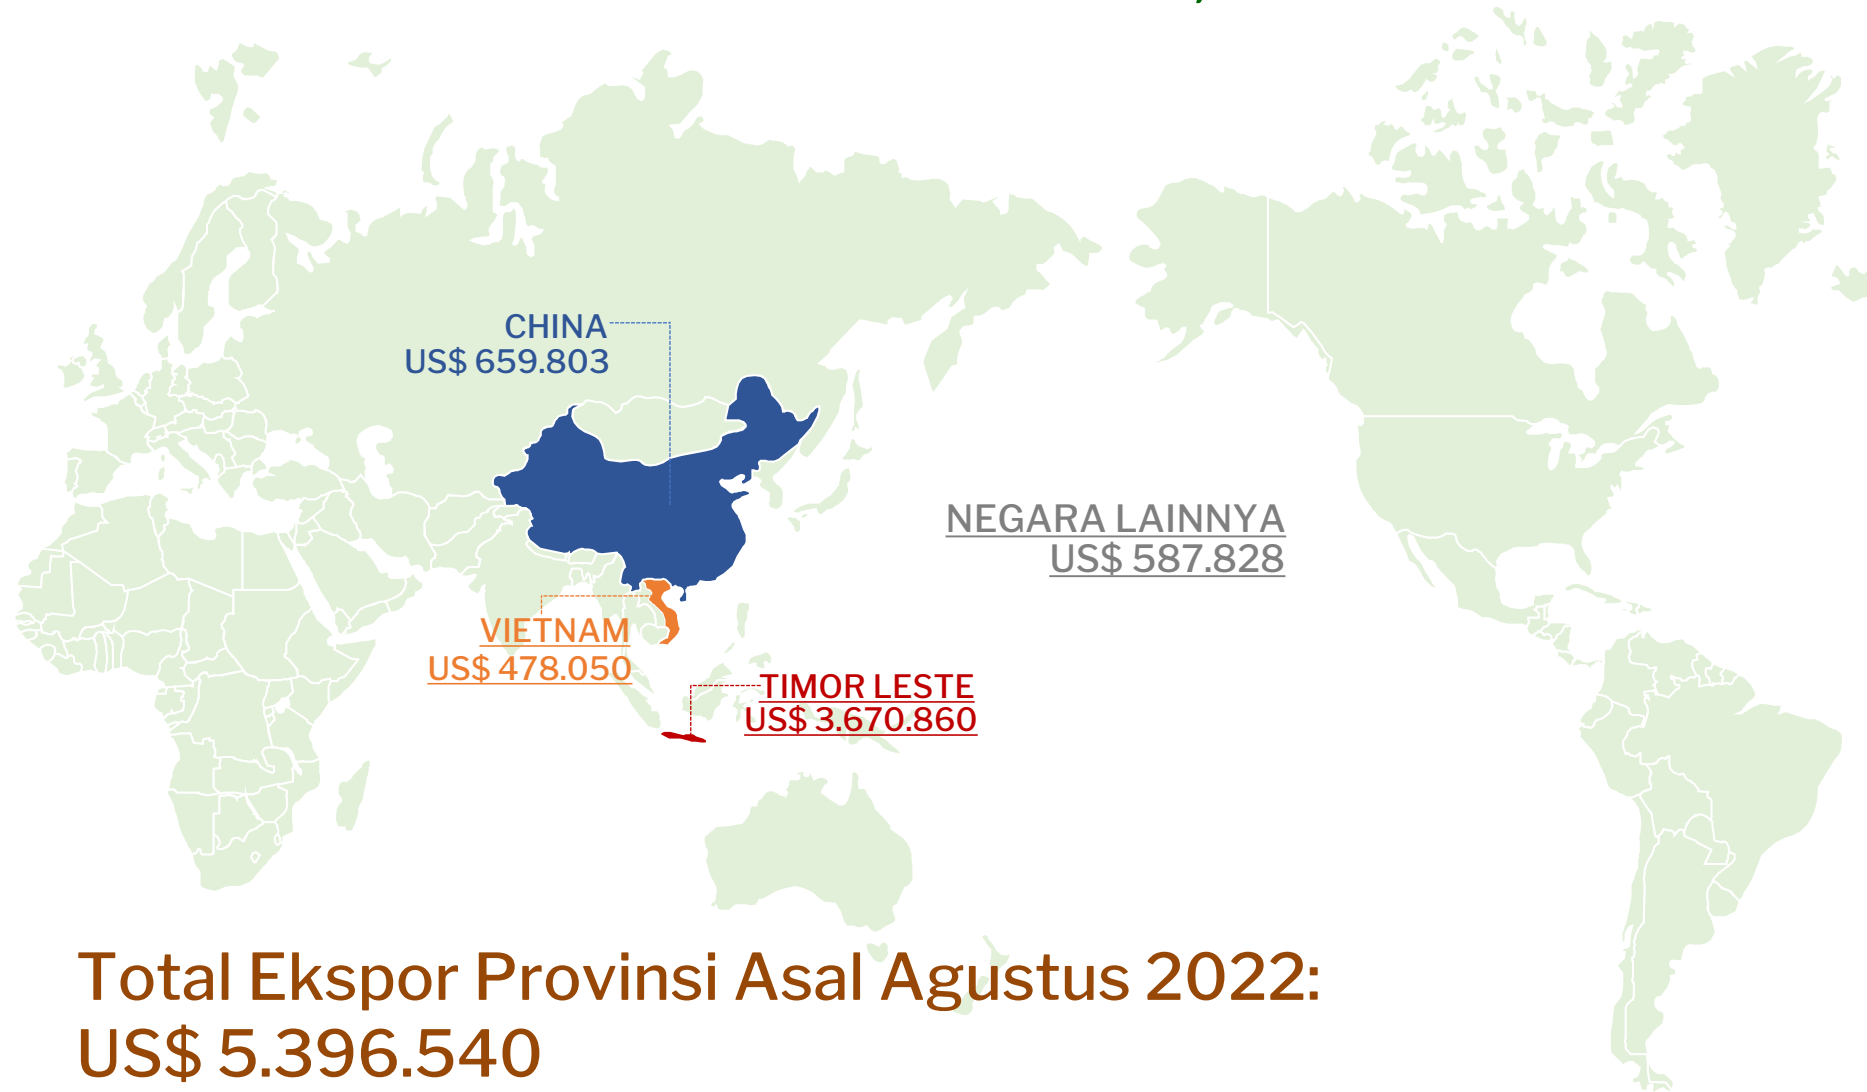 CHINA
US$ 659.803
NEGARA LAINNYA
US$ 587.828
VIETNAM
US$ 478.050
TIMOR LESTE
US$ 3.670.860
Total Ekspor Provinsi Asal Agustus 2022:
US$ 5.396.540